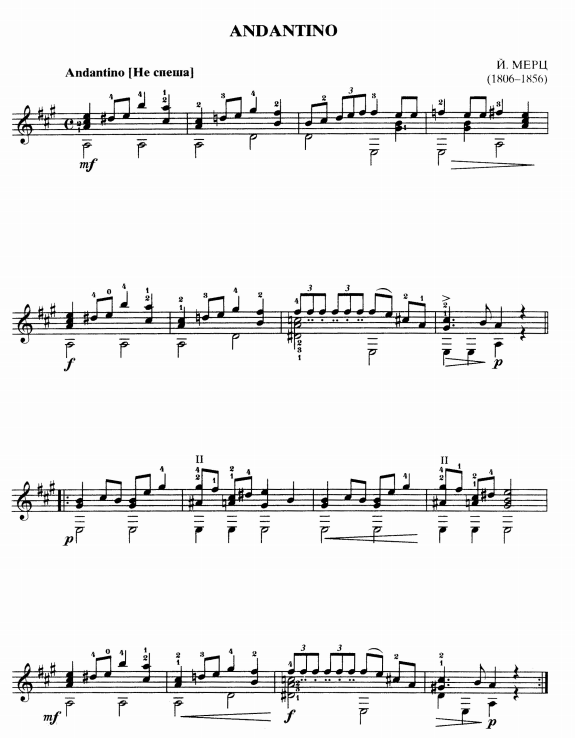 ANDANTINO
Й. МЕРЦ
(1806–1856)
Andantino [Не спеша]
mf
f
p
II
II
p
mf
f
p